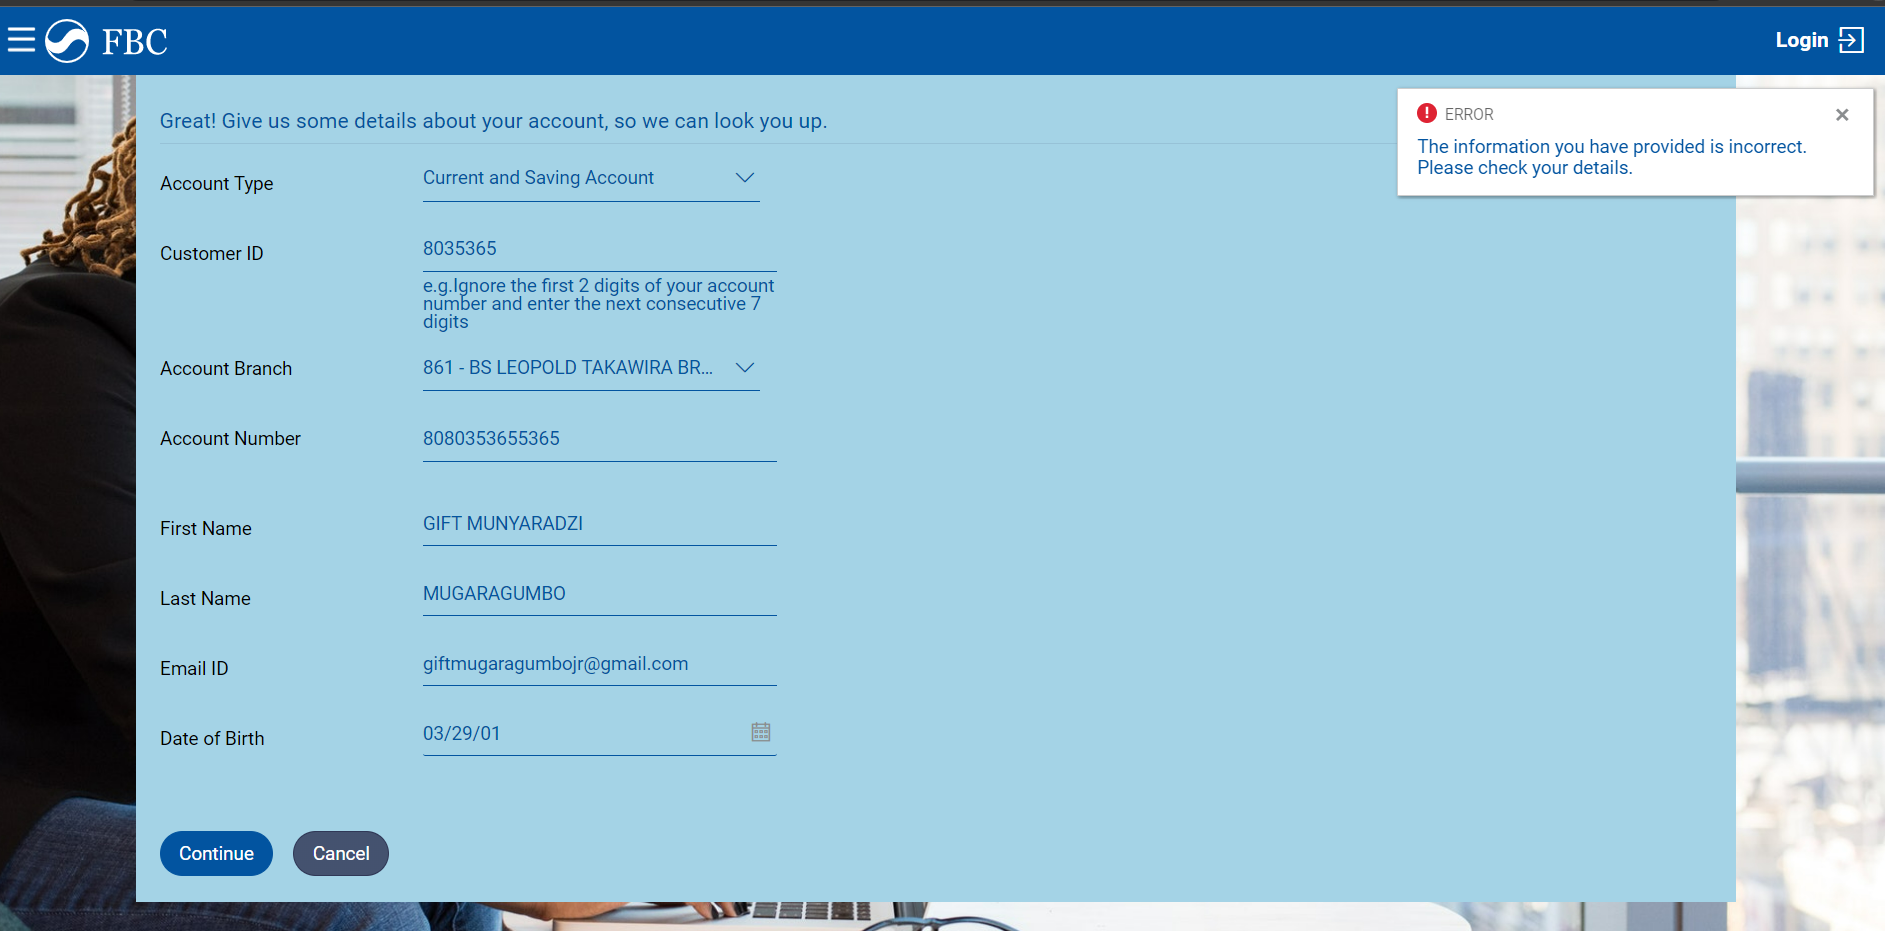 FBC
Login
ERROR
The information you have provided is incorrect.
Please check your details.
Great! Give us some details about your account, so we can look you up.
Account Type
Current and Saving Account
Customer ID
8035365
e.g.Ignore the first 2 digits of your account
number and enter the next consecutive 7
digits
Account Branch
861 - BS LEOPOLD TAKAWIRA BR...
Account Number
8080353655365
First Name
GIFT MUNYARADZI
Last Name
MUGARAGUMBO
Email ID
giftmugaragumbojr@gmail.com
Date of Birth
03/29/01
Continue
Cancel